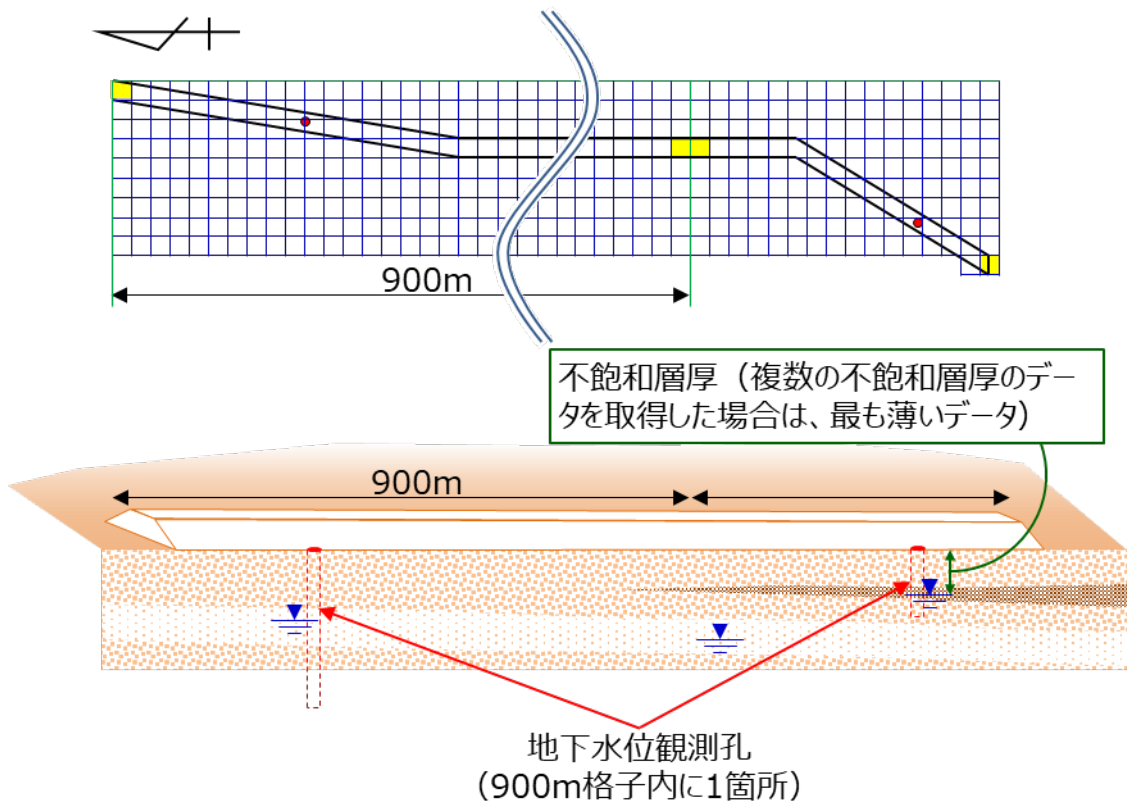 900m
不飽和層厚（複数の不飽和層厚のデー
タを取得した場合は、最も薄いデータ）
900m
地下水位観測孔
（900m格子内に1箇所）